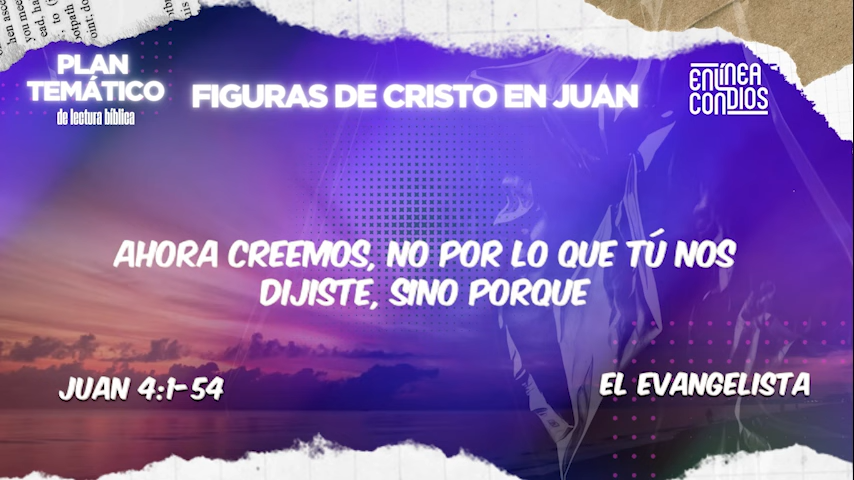 PLAN
TEMÁTICO
de lectura bíblica
FIGURAS DE CRISTO EN JUAN
ENLÍNEA
CONDIOS
AHORA CREEMOS, NO POR LO QUE TÚ NOS
DIJISTE, SINO PORQUE
JUAN 4:1-54
EL EVANGELISTA